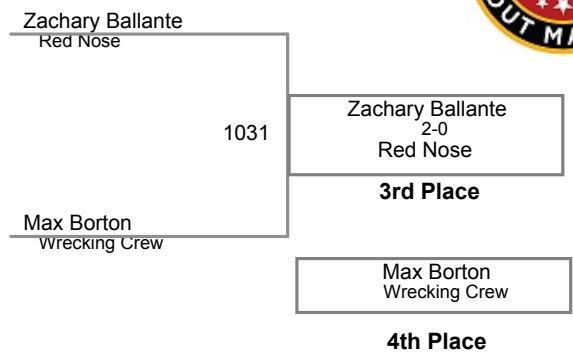 Zachary Ballante
Red Nose
1031
Zachary Ballante
2-0
Red Nose
3rd Place
Max Borton
Wrecking Crew
Max Borton
Wrecking Crew
4th Place